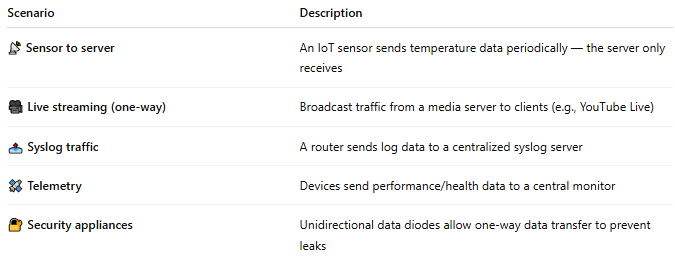 Scenario Description
Sensor to server An IoT sensor sends temperature data periodically — the server only
receives
Live streaming (one-way) Broadcast traffic from a media server to clients (e.g., YouTube Live)
Syslog traffic A router sends log data to a centralized syslog server
Telemetry Devices send performance/health data to a central monitor
Security appliances Unidirectional data diodes allow one-way data transfer to prevent
leaks